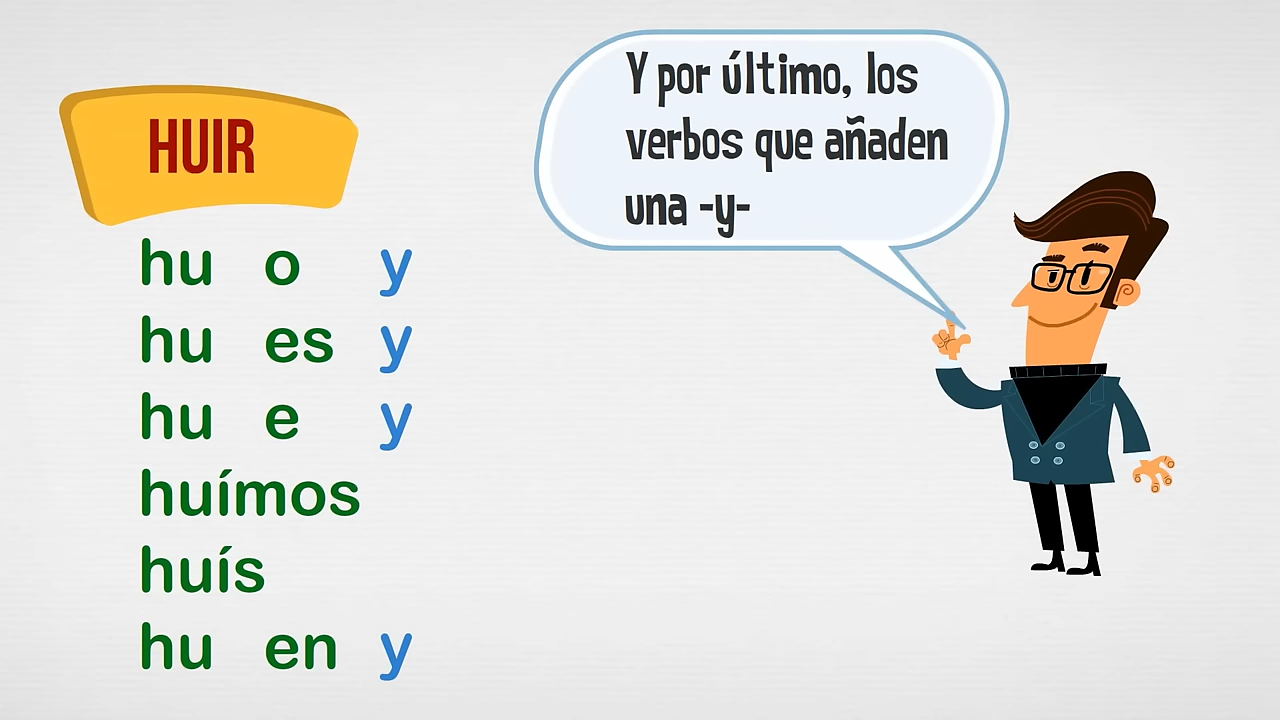 HUIR
Y por último, los
verbos que añaden
una -y-
hu o y
hu es y
hu e y
huímos
huís
hu en y